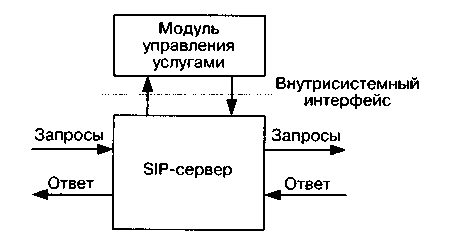 Модуль
управления
услугами
Внутрисистемный
интерфейс
Запросы
Запросы
SIP-сервер
Ответ
Ответ